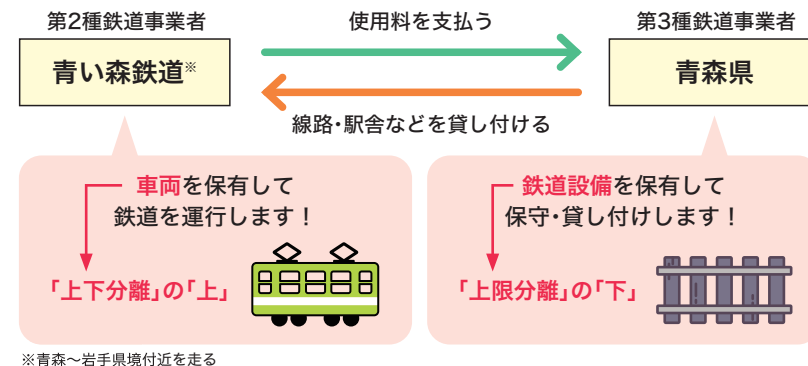 第2種鉄道事業者
使用料を支払う
第3種鉄道事業者
青い森鉄道※
青森県
線路・駅舎などを貸し付ける
車両を保有して
鉄道を運行します！
「上下分離」の「上」
鉄道設備を保有して
保守・貸し付けします！
「上限分離」の「下」
※青森〜岩手県境付近を走る